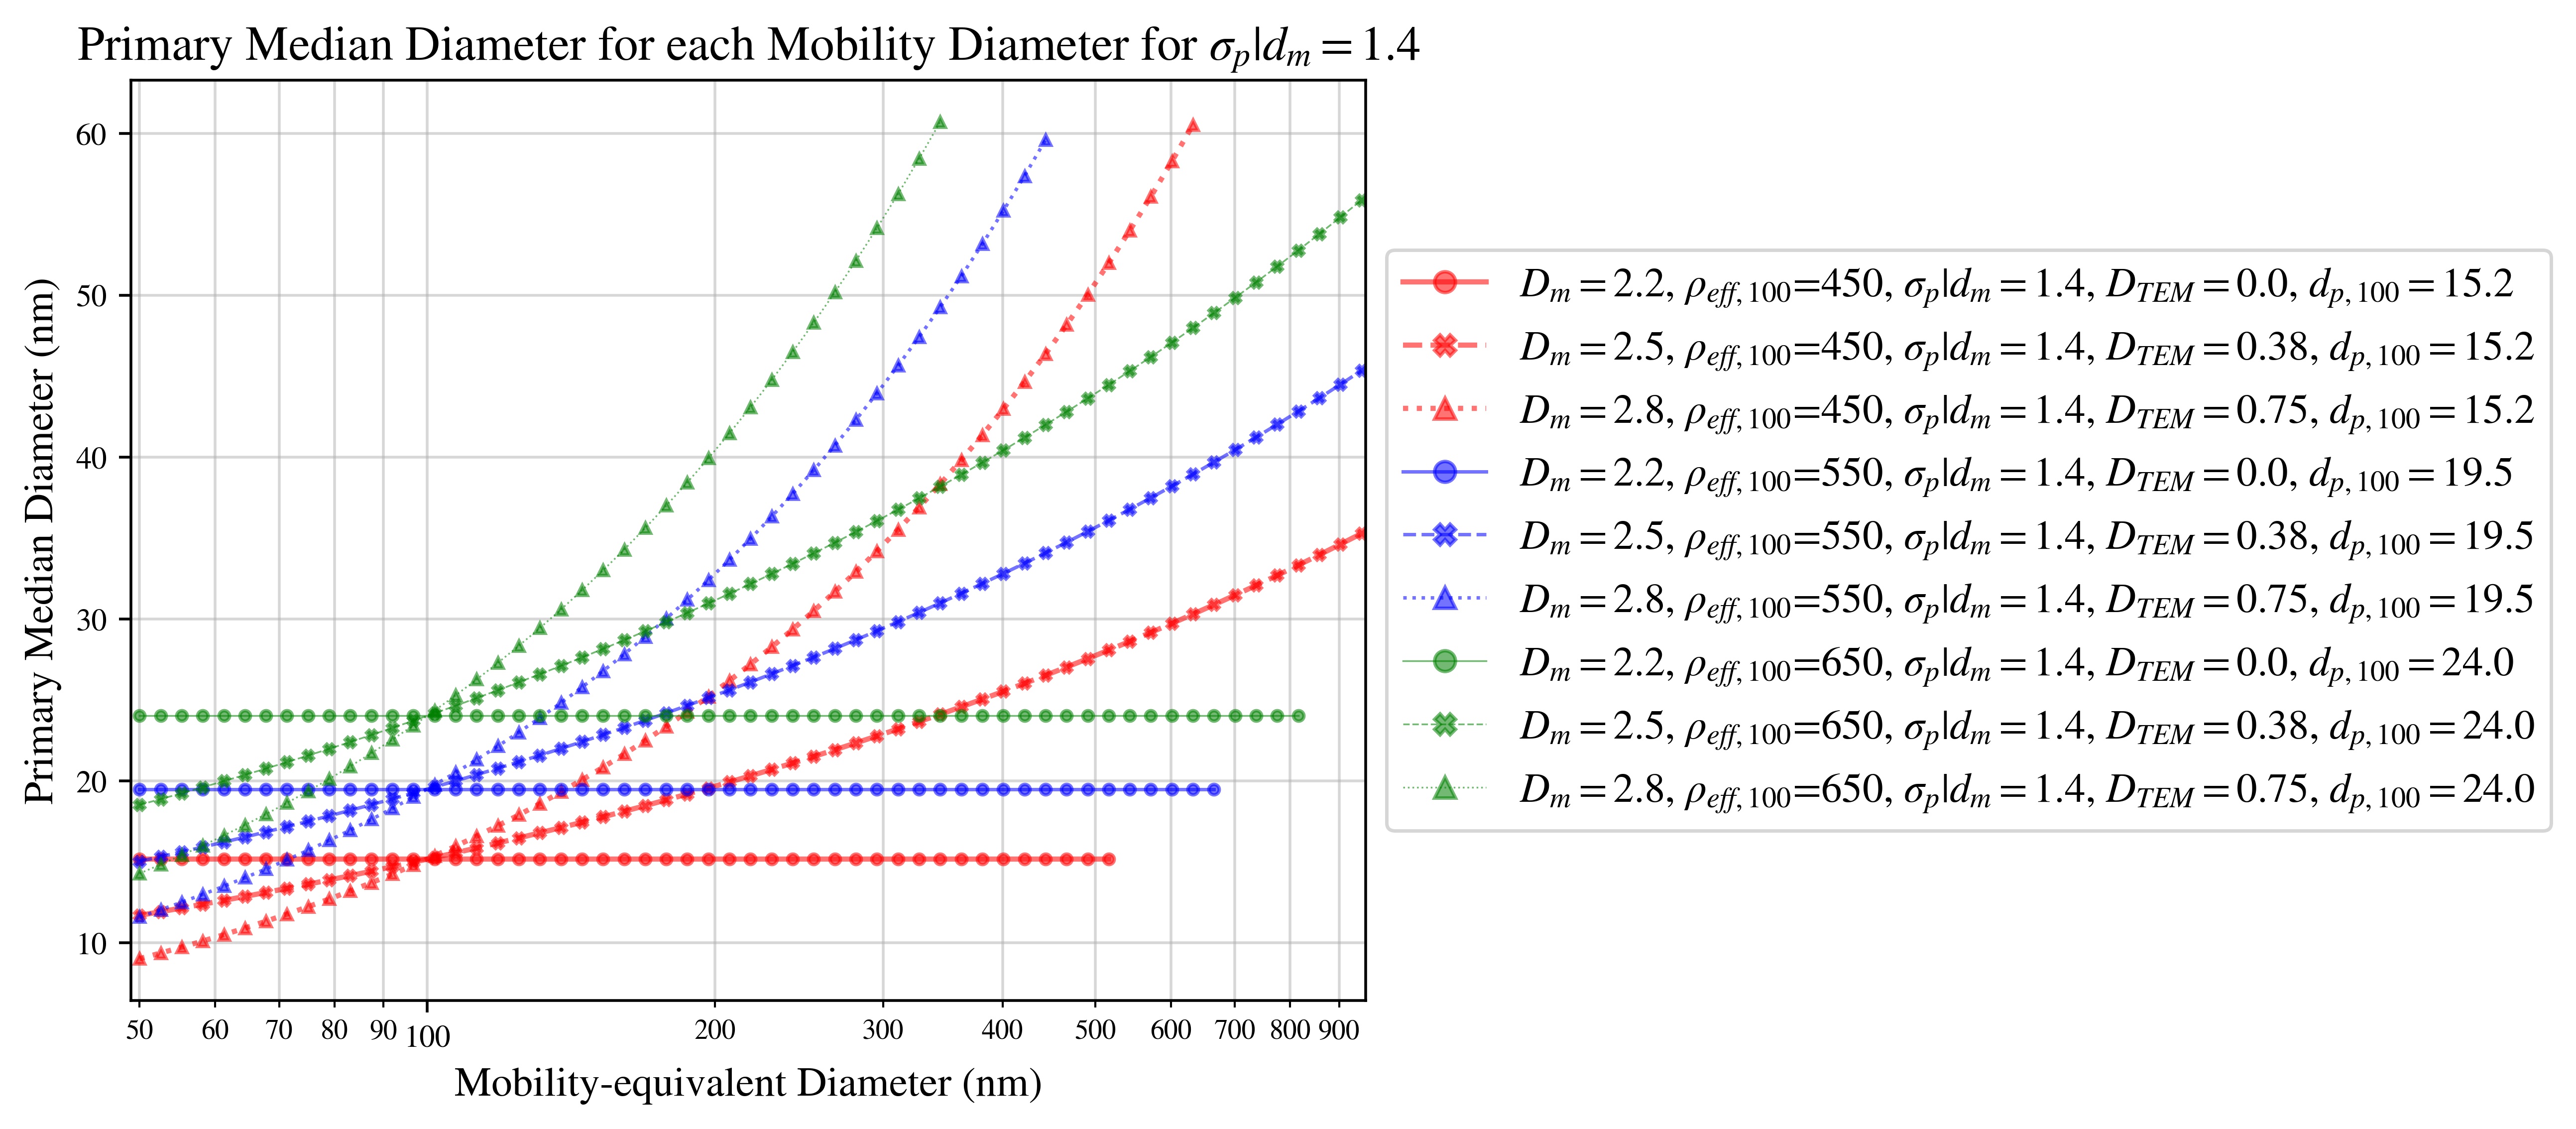 Primary Median Diameter for each Mobility Diameter for σp|dm = 1.4
60
50
40
30
20
10
Primary Median Diameter (nm)
50 60 70 80 90 100 200 300 400 500 600 700 800 900
Mobility-equivalent Diameter (nm)
Dm = 2.2, ρeff, 100=450, σp|dm = 1.4, DTEM = 0.0, dp, 100 = 15.2
Dm = 2.5, ρeff, 100=450, σp|dm = 1.4, DTEM = 0.38, dp, 100 = 15.2
Dm = 2.8, ρeff, 100=450, σp|dm = 1.4, DTEM = 0.75, dp, 100 = 15.2
Dm = 2.2, ρeff, 100=550, σp|dm = 1.4, DTEM = 0.0, dp, 100 = 19.5
Dm = 2.5, ρeff, 100=550, σp|dm = 1.4, DTEM = 0.38, dp, 100 = 19.5
Dm = 2.8, ρeff, 100=550, σp|dm = 1.4, DTEM = 0.75, dp, 100 = 19.5
Dm = 2.2, ρeff, 100=650, σp|dm = 1.4, DTEM = 0.0, dp, 100 = 24.0
Dm = 2.5, ρeff, 100=650, σp|dm = 1.4, DTEM = 0.38, dp, 100 = 24.0
Dm = 2.8, ρeff, 100=650, σp|dm = 1.4, DTEM = 0.75, dp, 100 = 24.0